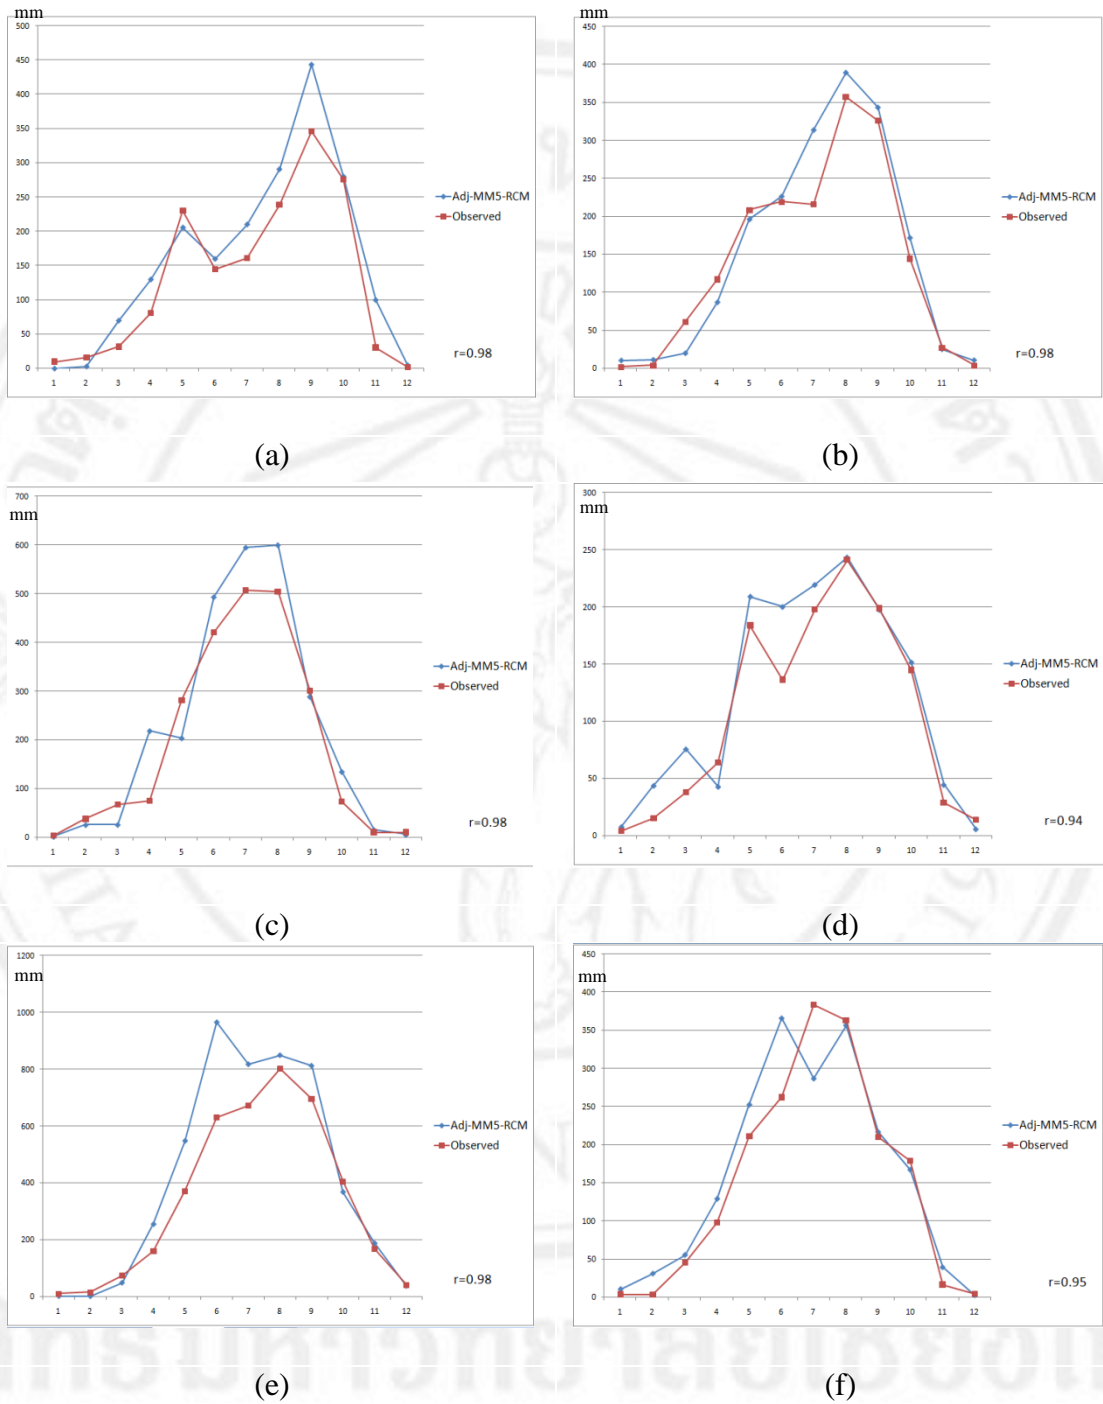 mm
500
450
400
350
300
250
200
150
100
50
0
1 2 3 4 5 6 7 8 9 10 11 12
Adj-MM5-RCM
Observed
r=0.98
(a)
mm
450
400
350
300
250
200
150
100
50
0
1 2 3 4 5 6 7 8 9 10 11 12
Adj-MM5-RCM
Observed
r=0.98
(b)
700
mm
600
500
400
300
200
100
0
1 2 3 4 5 6 7 8 9 10 11 12
Adj-MM5-RCM
Observed
r=0.98
(c)
300
mm
250
200
150
100
50
0
1 2 3 4 5 6 7 8 9 10 11 12
Adj-MM5-RCM
Observed
r=0.94
(d)
1200
mm
1000
800
600
400
200
0
1 2 3 4 5 6 7 8 9 10 11 12
Adj-MM5-RCM
Observed
r=0.98
(e)
450
mm
400
350
300
250
200
150
100
50
0
1 2 3 4 5 6 7 8 9 10 11 12
Adj-MM5-RCM
Observed
r=0.95
(f)